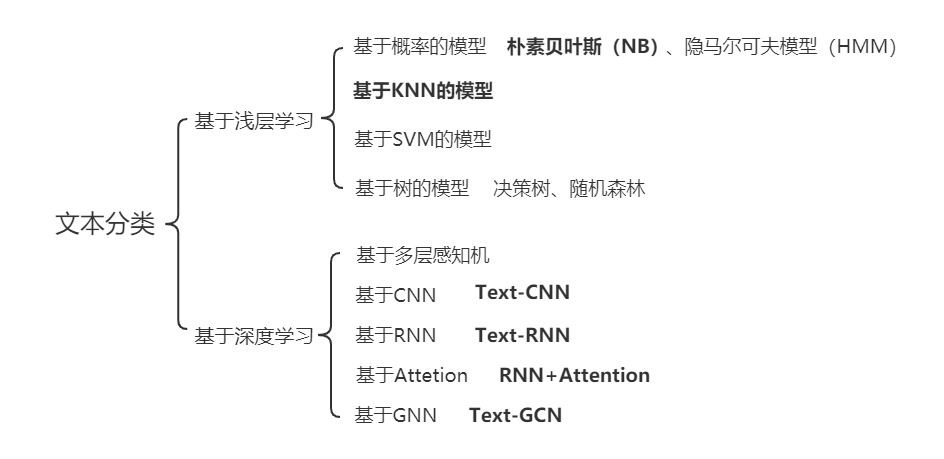 文本分类
基于浅层学习
基于概率的模型 朴素贝叶斯（NB）、隐马尔可夫模型（HMM）
基于KNN的模型
基于SVM的模型
基于树的模型 决策树、随机森林
基于深度学习
基于多层感知机
基于CNN Text-CNN
基于RNN Text-RNN
基于Attetion RNN+Attention
基于GNN Text-GCN